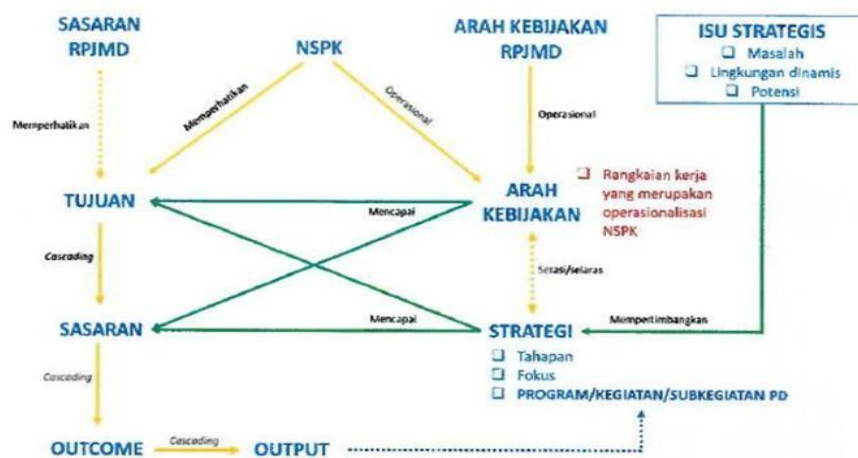 SASARAN
RPJMD
NSPK
ARAH KEBIJAKAN
RPJMD
ISU STRATEGIS
Masalah
Lingkungan dinamis
Potensi
Memperhatikan
Memperhatikan
Operasional
Operasional
TUJUAN
Mencapai
ARAH
KEBIJAKAN
Rangkaian kerja
yang merupakan
operasionalisasi
NSPK
Cascading
Serasi/selaras
SASARAN
Mencapai
STRATEGI
Mempertimbangkan
Tahapan
Fokus
PROGRAM/KEGIATAN/SUBKEGIATAN PD
Cascading
OUTCOME
Cascading
OUTPUT